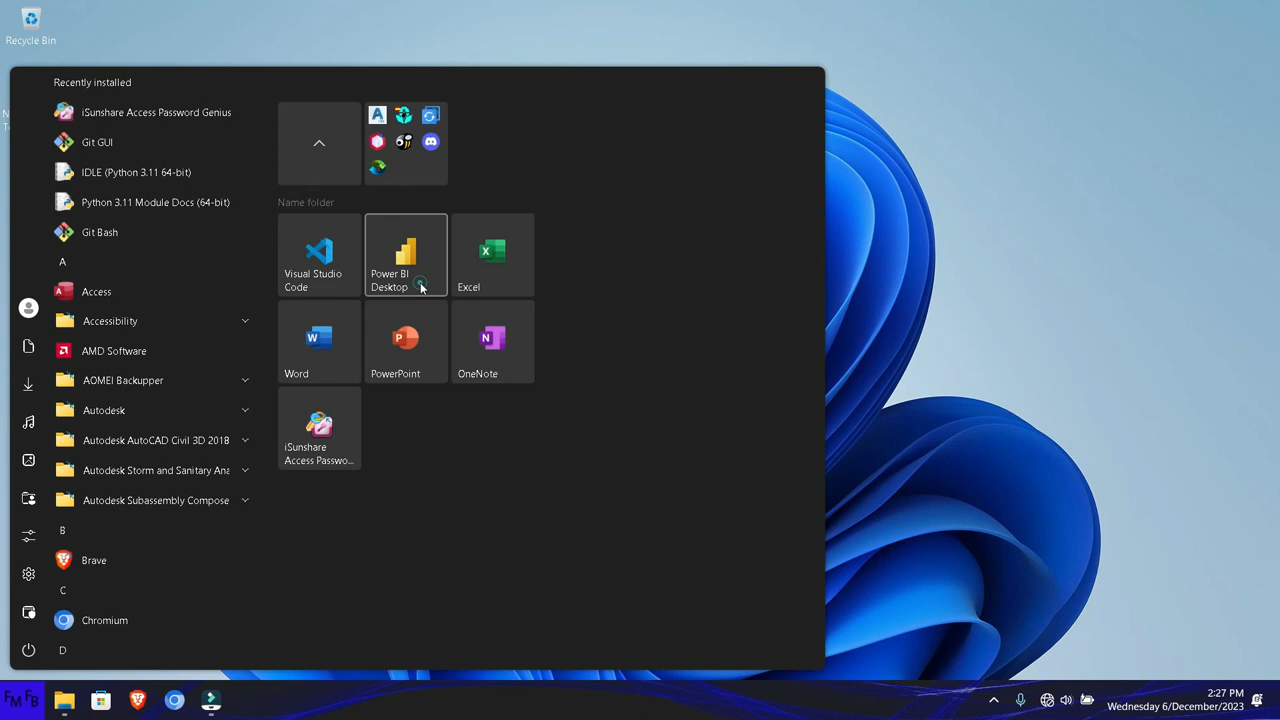 Recycle Bin
Recently installed
iSunshare Access Password Genius
Git GUI
IDLE (Python 3.11 64-bit)
Python 3.11 Module Docs (64-bit)
Git Bash
A
Access
Accessibility
AMD Software
AOMEI Backupper
Autodesk
Autodesk AutoCAD Civil 3D 2018
Autodesk Storm and Sanitary Ana
Autodesk Subassembly Compose
B
Brave
C
Chromium
D
Name folder
Visual Studio
Code
Power BI
Desktop
Excel
Word
PowerPoint
OneNote
iSunshare
Access Passwo...
FM FB
2:27 PM
Wednesday 6/December/2023